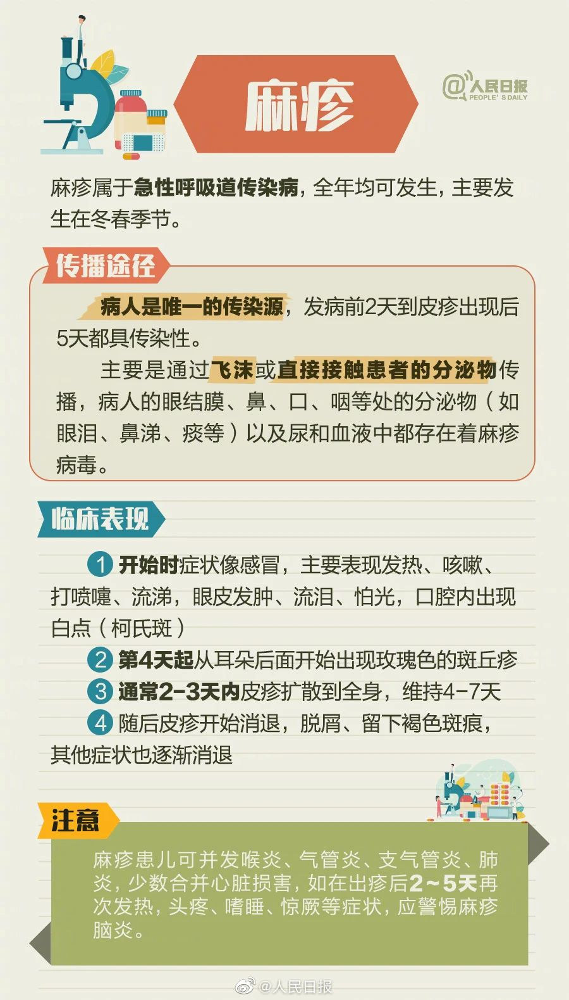 麻疹
@人民日报
PEOPLE'S DAILY
麻疹属于急性呼吸道传染病，全年均可发生，主要发
生在冬春季节。
传播途径
病人是唯一的传染源，发病前2天到皮疹出现后
5天都具传染性。
主要是通过飞沫或直接接触患者的分泌物传
播，病人的眼结膜、鼻、口、咽等处的分泌物（如
眼泪、鼻涕、痰等）以及尿和血液中都存在着麻疹
病毒。
临床表现
1 开始时症状像感冒，主要表现发热、咳嗽、
打喷嚏、流涕，眼皮发肿、流泪、怕光，口腔内出现
白点（柯氏斑）
2 第4天起从耳朵后面开始出现玫瑰色的斑丘疹
3 通常2-3天内皮疹扩散到全身，维持4-7天
4 随后皮疹开始消退，脱屑、留下褐色斑痕，
其他症状也逐渐消退
注意
麻疹患儿可并发喉炎、气管炎、支气管炎、肺
炎，少数合并心脏损害，如在出疹后2~5天再
次发热，头疼、嗜睡、惊厥等症状，应警惕麻疹
脑炎。
@人民日报